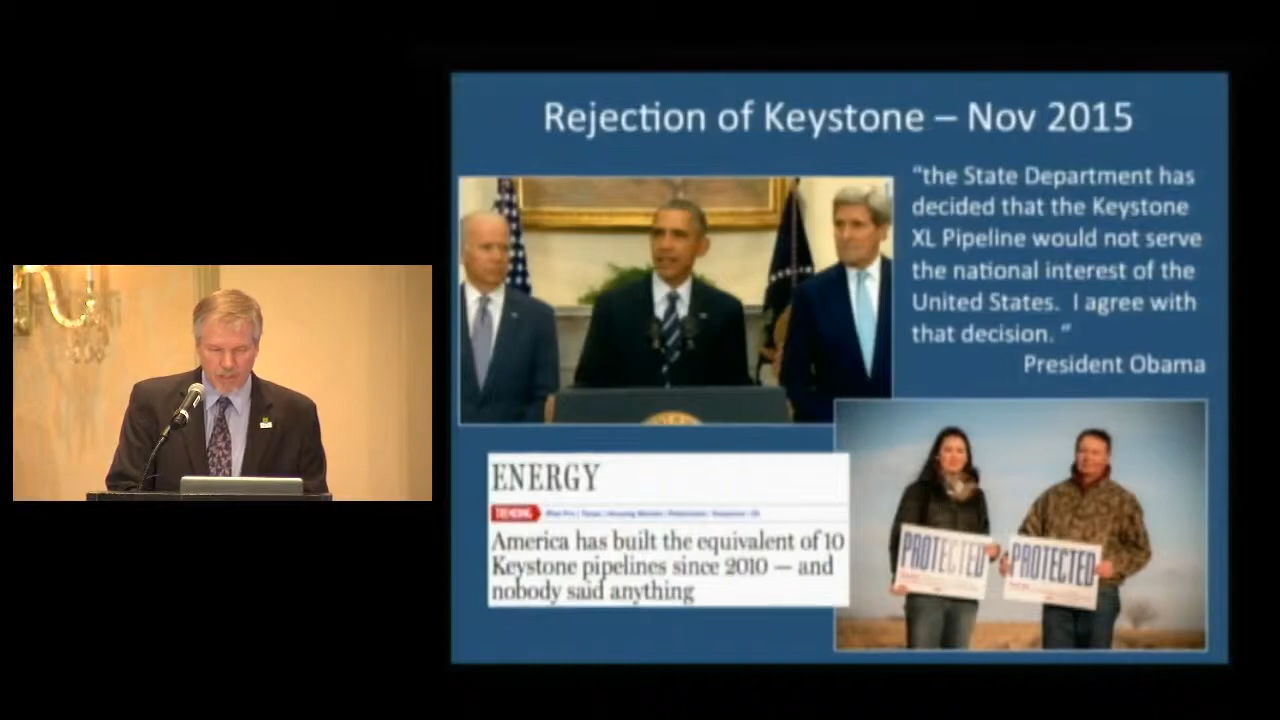 Rejection of Keystone – Nov 2015
“the State Department has
decided that the Keystone
XL Pipeline would not serve
the national interest of the
United States.  I agree with
that decision. “
President Obama
ENERGY
TRENDING
America has built the equivalent of 10
Keystone pipelines since 2010 — and
nobody said anything
PROTECTED
PROTECTED